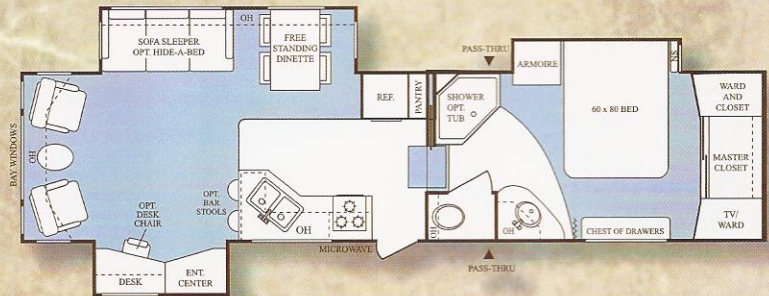 OH
SOFA SLEEPER
OPT. HIDE-A-BED
FREE
STANDING
DINETTE
PASS-THRU
ARMOIRE
NS
REF.
PANTRY
SHOWER
OPT.
TUB
60 x 80 BED
WARD
AND
CLOSET
BAY WINDOWS
OH
MASTER
CLOSET
OPT.
DESK
CHAIR
OPT.
BAR
STOOLS
OH
MICROWAVE
OH
OH
CHEST OF DRAWERS
TV/
WARD
DESK
ENT.
CENTER
PASS-THRU